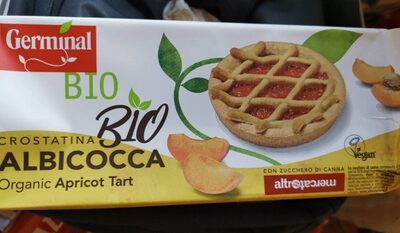 Germinal
BIO
CROSTATINA BIO
ALBICOCCA
Organic Apricot Tart
CON ZUCCHERO DI CANNA
altromercato
Vegan